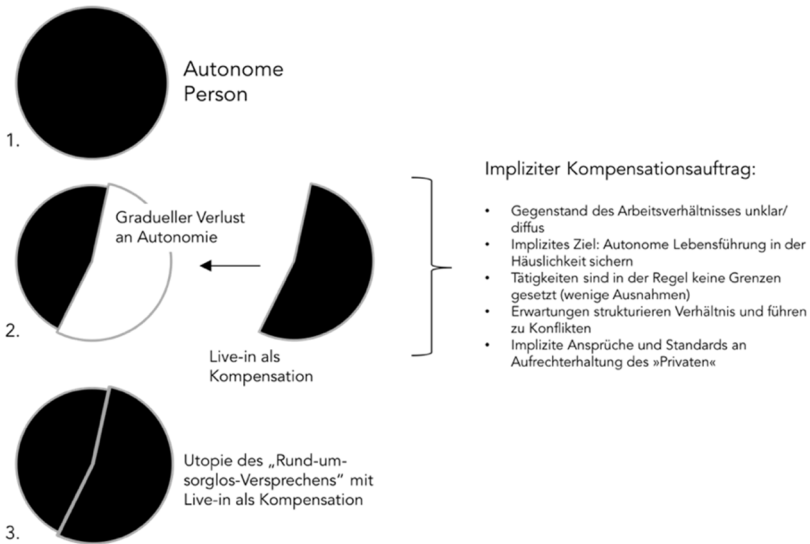 Autonome
Person
1.
Gradueller Verlust
an Autonomie
2.
Live-in als
Kompensation
Impliziter Kompensationsauftrag:
• Gegenstand des Arbeitsverhältnisses unklar/
diffus
• Implizites Ziel: Autonome Lebensführung in der
Häuslichkeit sichern
• Tätigkeiten sind in der Regel keine Grenzen
gesetzt (wenige Ausnahmen)
• Erwartungen strukturieren Verhältnis und führen
zu Konflikten
• Implizite Ansprüche und Standards an
Aufrechterhaltung des »Privaten«
Utopie des „Rund-um-
sorglos-Versprechens" mit
Live-in als Kompensation
3.